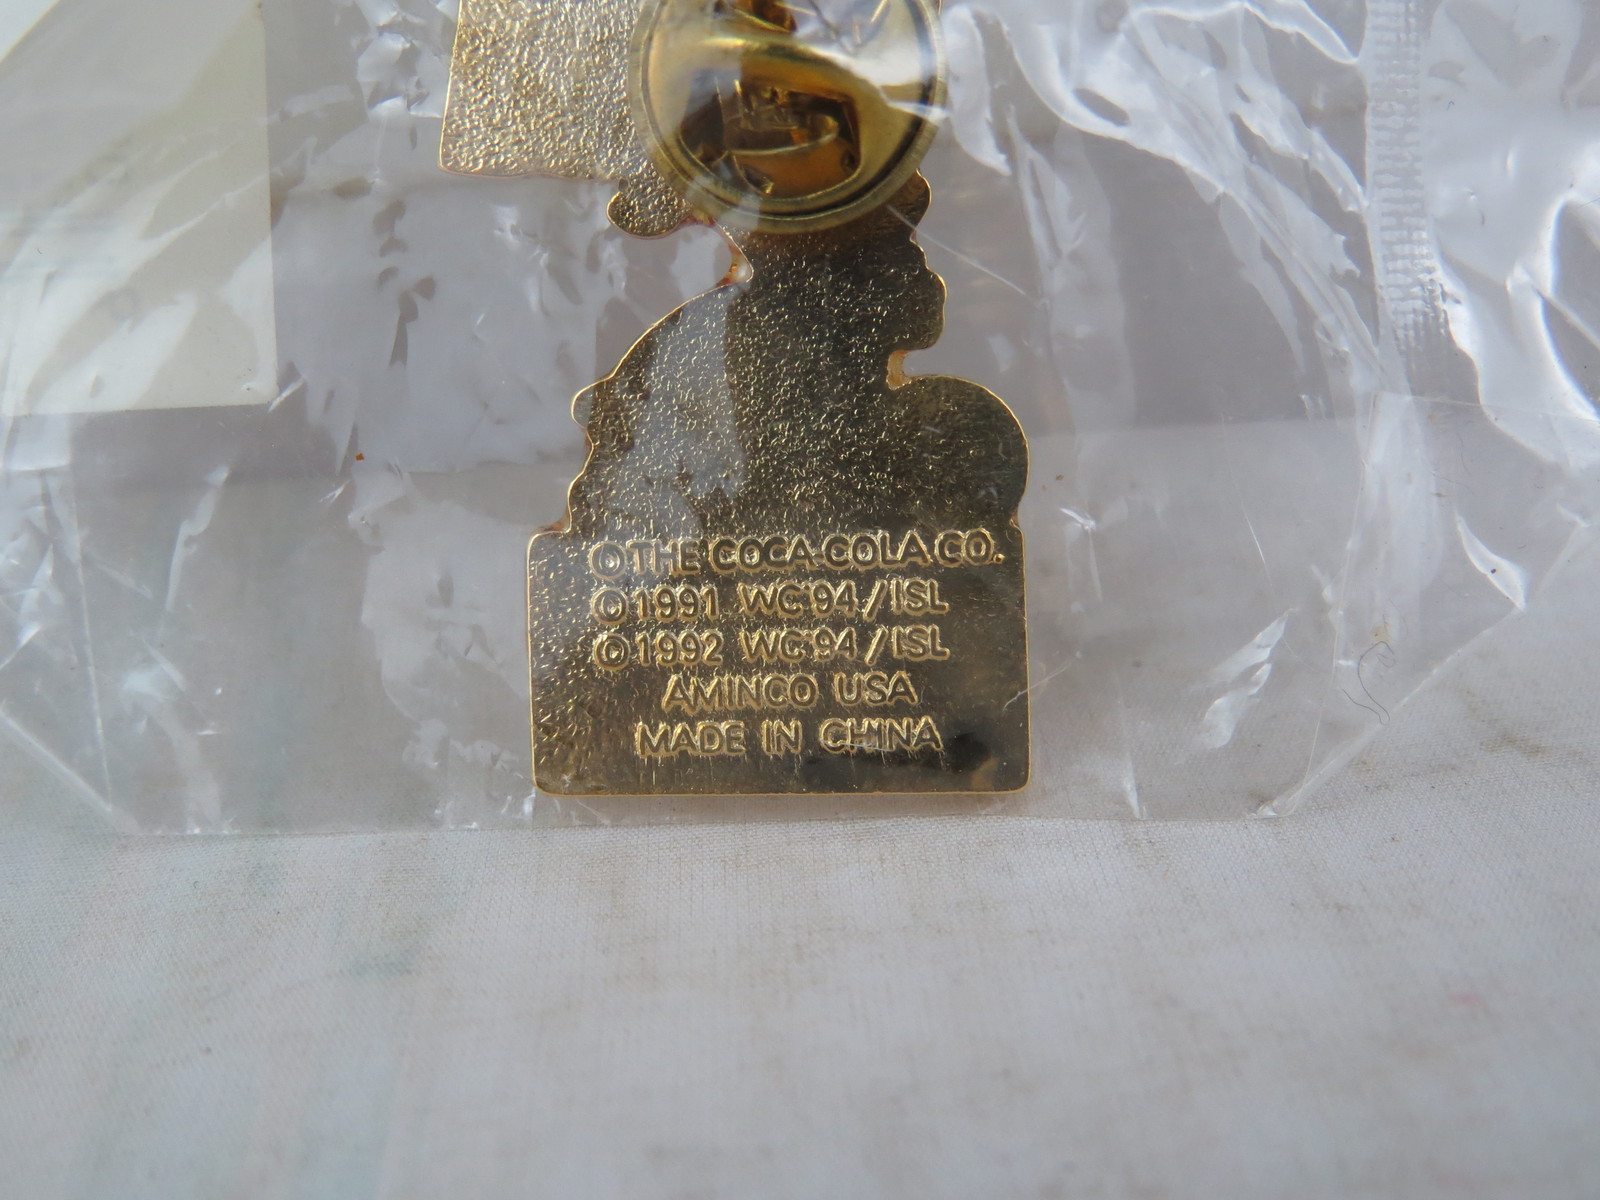 ©THE COCA-COLA CO.
©1991 WC'94/ISL
©1992 WC'94/ISL
AMINCO USA
MADE IN CHINA